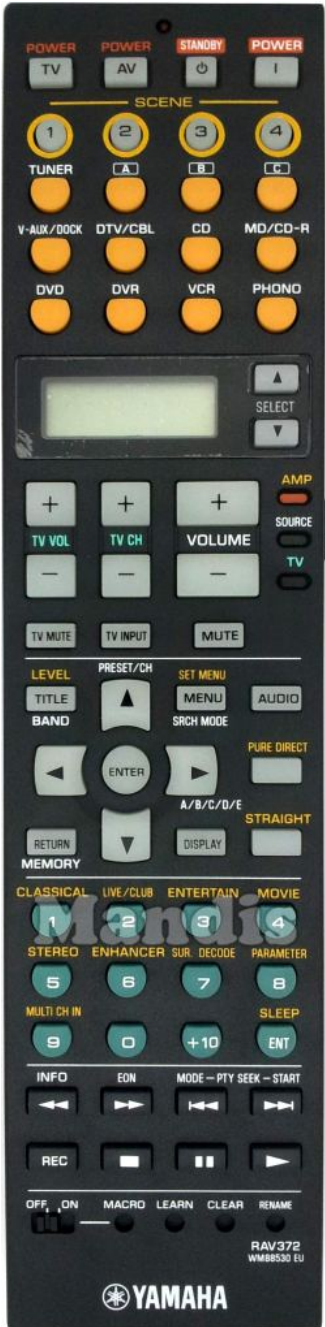 POWER POWER STANDBY POWER
TV AV I
SCENE
1 2 3 4
TUNER A B C
V-AUX/DOCK DTV/CBL CD MD/CD-R
DVD DVR VCR PHONO
SELECT
AMP
+ + +
SOURCE
TV VOL TV CH VOLUME
TV
− − −
TV MUTE TV INPUT MUTE
LEVEL PRESET/CH SET MENU
TITLE MENU AUDIO
BAND SRCH MODE
PURE DIRECT
ENTER
A/B/C/D/E
STRAIGHT
RETURN DISPLAY
MEMORY
CLASSICAL LIVE/CLUB ENTERTAIN MOVIE
1 2 3 4
Mandis
STEREO ENHANCER SUR. DECODE PARAMETER
5 6 7 8
MULTI CH IN SLEEP
9 0 +10 ENT
INFO EON MODE – PTY SEEK – START
REC
OFF ON MACRO LEARN CLEAR RENAME
RAV372
WM88530 EU
YAMAHA